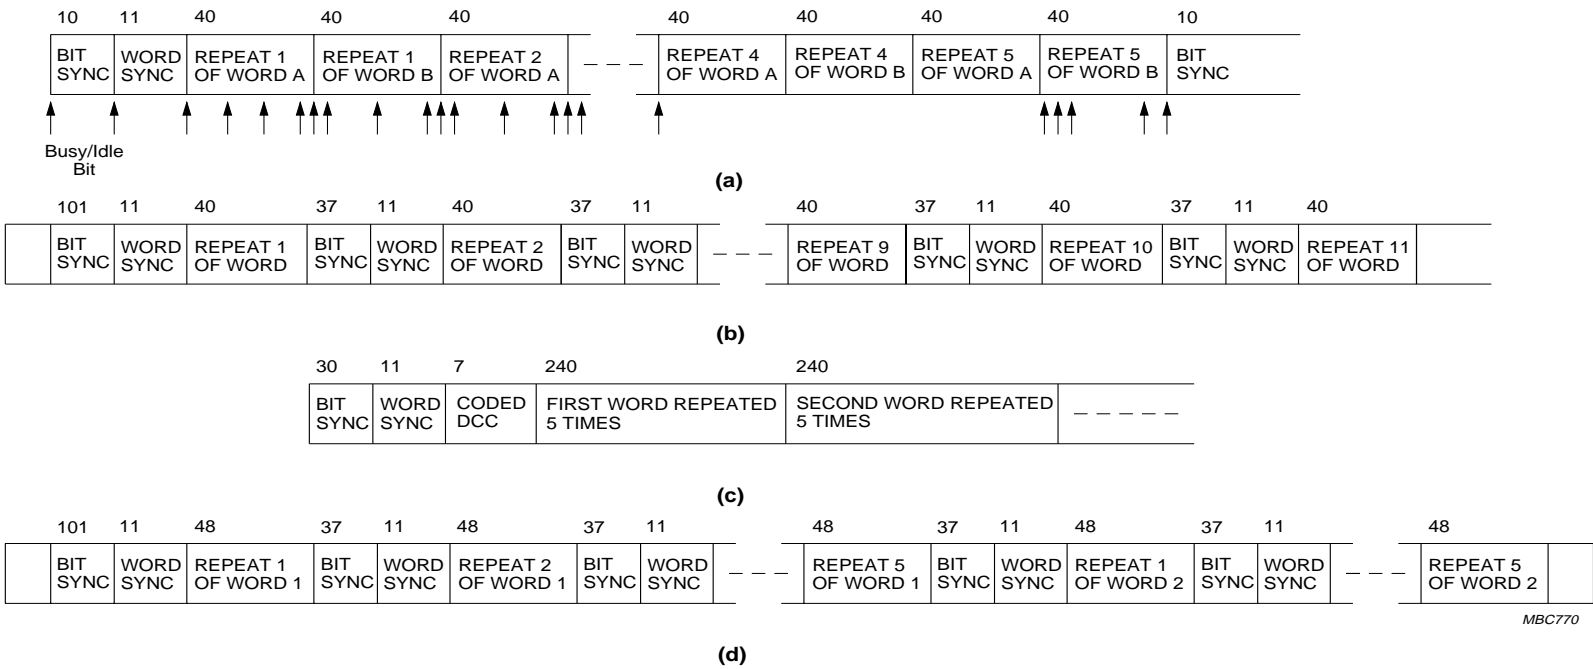 10 11 40 40 40 40 40 40 40 10
BIT SYNC WORD SYNC REPEAT 1 OF WORD A REPEAT 1 OF WORD B REPEAT 2 OF WORD A REPEAT 4 OF WORD A REPEAT 4 OF WORD B REPEAT 5 OF WORD A REPEAT 5 OF WORD B BIT SYNC
Busy/Idle
Bit
(a)
101 11 40 37 11 40 37 11 40 37 11 40 37 11 40
BIT SYNC WORD SYNC REPEAT 1 OF WORD BIT SYNC WORD SYNC REPEAT 2 OF WORD BIT SYNC WORD SYNC REPEAT 9 OF WORD BIT SYNC WORD SYNC REPEAT 10 OF WORD BIT SYNC WORD SYNC REPEAT 11 OF WORD
(b)
30 11 7 240 240
BIT SYNC WORD SYNC CODED DCC FIRST WORD REPEATED 5 TIMES SECOND WORD REPEATED 5 TIMES
(c)
101 11 48 37 11 48 37 11 48 37 11 48 37 11 48
BIT SYNC WORD SYNC REPEAT 1 OF WORD 1 BIT SYNC WORD SYNC REPEAT 2 OF WORD 1 BIT SYNC WORD SYNC REPEAT 5 OF WORD 1 BIT SYNC WORD SYNC REPEAT 1 OF WORD 2 BIT SYNC WORD SYNC REPEAT 5 OF WORD 2
MBC770
(d)